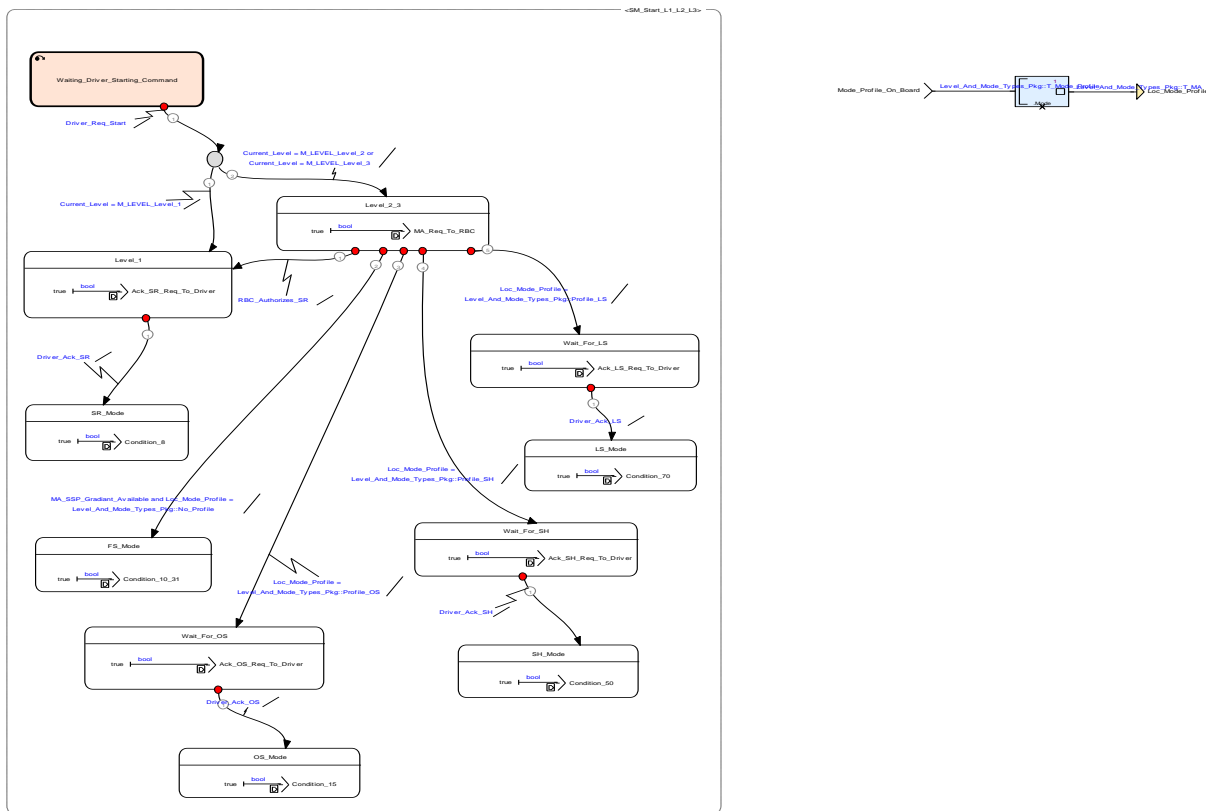 <SM_Start_L1_L2_L3>
Waiting_Driver_Starting_Command
Driver_Req_Start
Mode_Profile_On_Board
1
Mode
Current_Level = M_LEVEL_Level_2 or
Current_Level = M_LEVEL_Level_3
Current_Level = M_LEVEL_Level_1
Level_2_3
true
bool
D
MA_Req_To_RBC
Level_1
true
bool
D
Ack_SR_Req_To_Driver
RBC_Authorizes_SR
Loc_Mode_Profile =
Level_And_Mode_Types_Pkg::Profile_LS
Wait_For_LS
true
bool
D
Ack_LS_Req_To_Driver
Driver_Ack_SR
SR_Mode
true
bool
D
Condition_8
Driver_Ack_LS
LS_Mode
true
bool
D
Condition_70
Loc_Mode_Profile =
Level_And_Mode_Types_Pkg::Profile_SH
MA_SSP_Gradiant_Available and Loc_Mode_Profile =
Level_And_Mode_Types_Pkg::No_Profile
Wait_For_SH
true
bool
D
Ack_SH_Req_To_Driver
FS_Mode
true
bool
D
Condition_10_31
Loc_Mode_Profile =
Level_And_Mode_Types_Pkg::Profile_OS
Driver_Ack_SH
Wait_For_OS
true
bool
D
Ack_OS_Req_To_Driver
SH_Mode
true
bool
D
Condition_50
Driver_Ack_OS
OS_Mode
true
bool
D
Condition_15